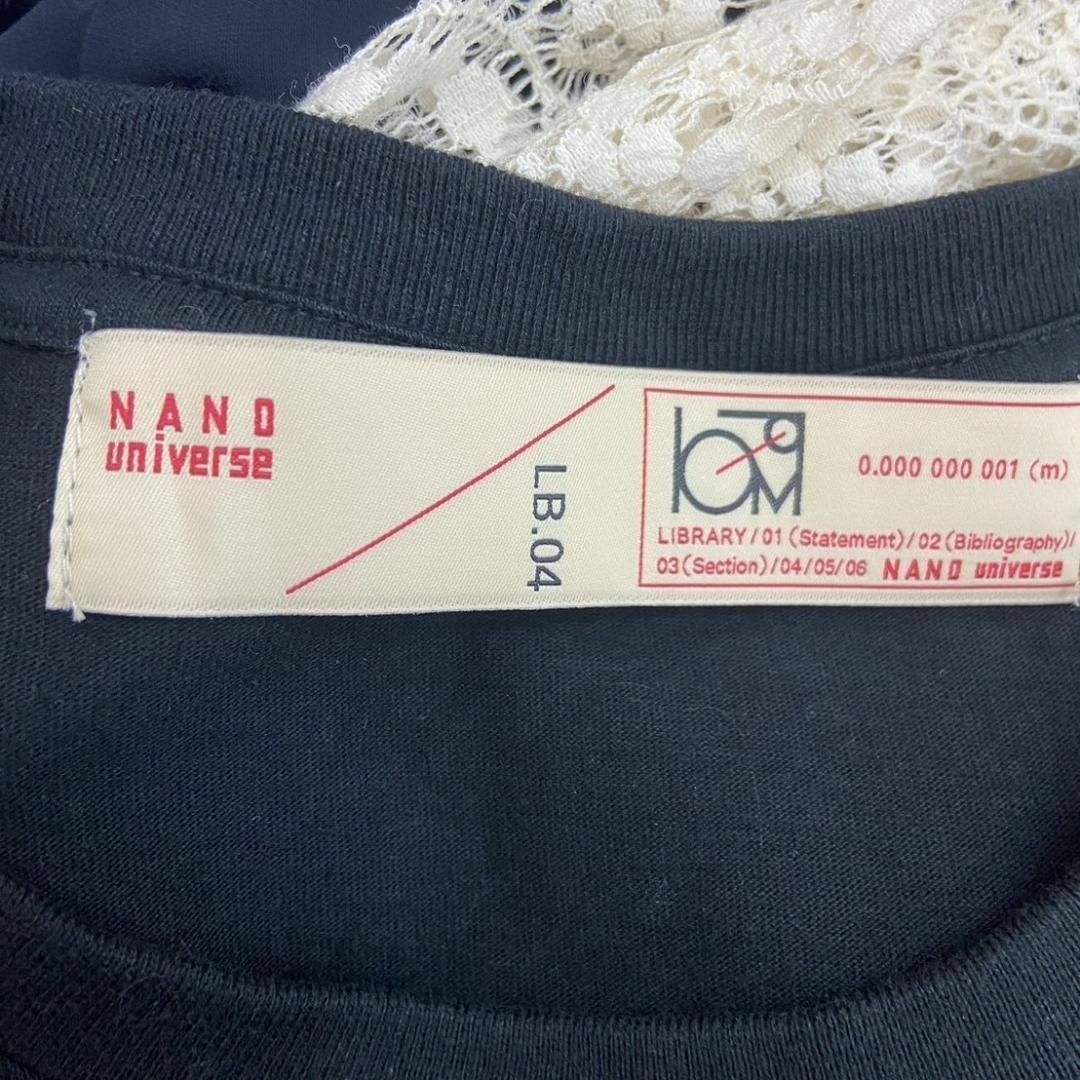 NANO
universe
LB.04
0.000 000 001 (m)
LIBRARY/01 (Statement)/02 (Bibliography)/
03 (Section)/04/05/06 NANO universe